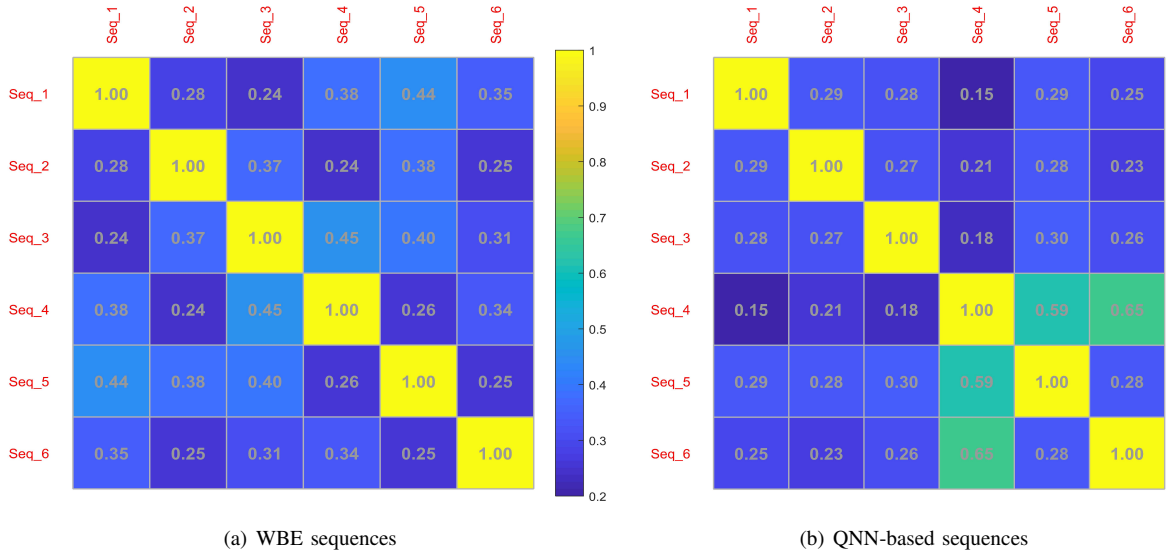 Seq_1 Seq_2 Seq_3 Seq_4 Seq_5 Seq_6
Seq_1 1.00 0.28 0.24 0.38 0.44 0.35
Seq_2 0.28 1.00 0.37 0.24 0.38 0.25
Seq_3 0.24 0.37 1.00 0.45 0.40 0.31
Seq_4 0.38 0.24 0.45 1.00 0.26 0.34
Seq_5 0.44 0.38 0.40 0.26 1.00 0.25
Seq_6 0.35 0.25 0.31 0.34 0.25 1.00
1
0.9
0.8
0.7
0.6
0.5
0.4
0.3
0.2
(a) WBE sequences
Seq_1 Seq_2 Seq_3 Seq_4 Seq_5 Seq_6
Seq_1 1.00 0.29 0.28 0.15 0.29 0.25
Seq_2 0.29 1.00 0.27 0.21 0.28 0.23
Seq_3 0.28 0.27 1.00 0.18 0.30 0.26
Seq_4 0.15 0.21 0.18 1.00 0.59 0.65
Seq_5 0.29 0.28 0.30 0.59 1.00 0.28
Seq_6 0.25 0.23 0.26 0.65 0.28 1.00
(b) QNN-based sequences